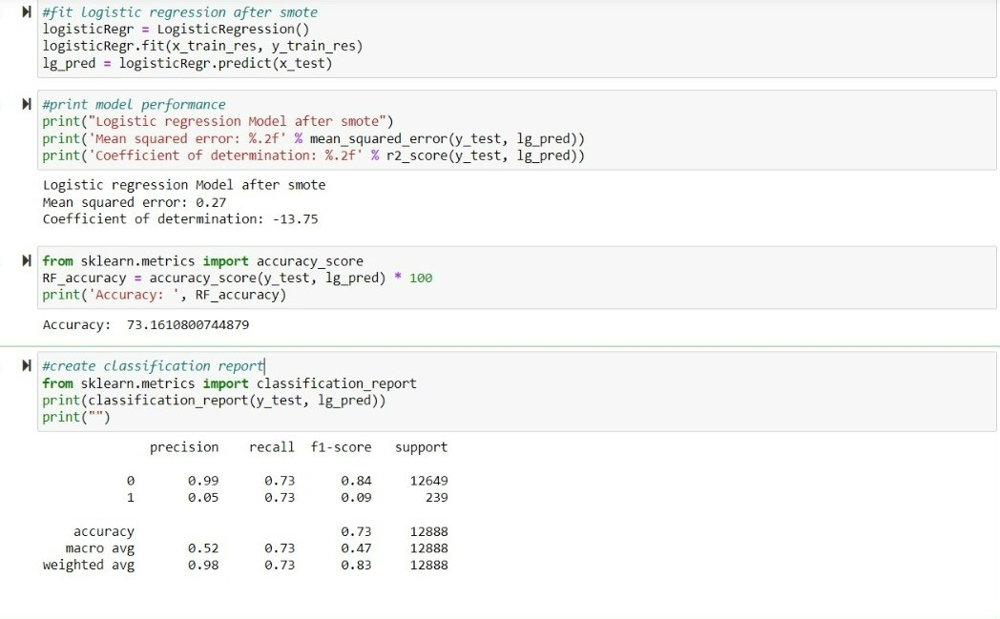 #fit logistic regression after smote
logisticRegr = LogisticRegression()
logisticRegr.fit(x_train_res, y_train_res)
lg_pred = logisticRegr.predict(x_test)
#print model performance
print("Logistic regression Model after smote")
print('Mean squared error: %.2f' % mean_squared_error(y_test, lg_pred))
print('Coefficient of determination: %.2f' % r2_score(y_test, lg_pred))
Logistic regression Model after smote
Mean squared error: 0.27
Coefficient of determination: -13.75
from sklearn.metrics import accuracy_score
RF_accuracy = accuracy_score(y_test, lg_pred) * 100
print('Accuracy: ', RF_accuracy)
Accuracy:  73.1610800744879
#create classification report
from sklearn.metrics import classification_report
print(classification_report(y_test, lg_pred))
print("")
precision recall f1-score support
0 0.99 0.73 0.84 12649
1 0.05 0.73 0.09 239
accuracy 0.73 12888
macro avg 0.52 0.73 0.47 12888
weighted avg 0.98 0.73 0.83 12888